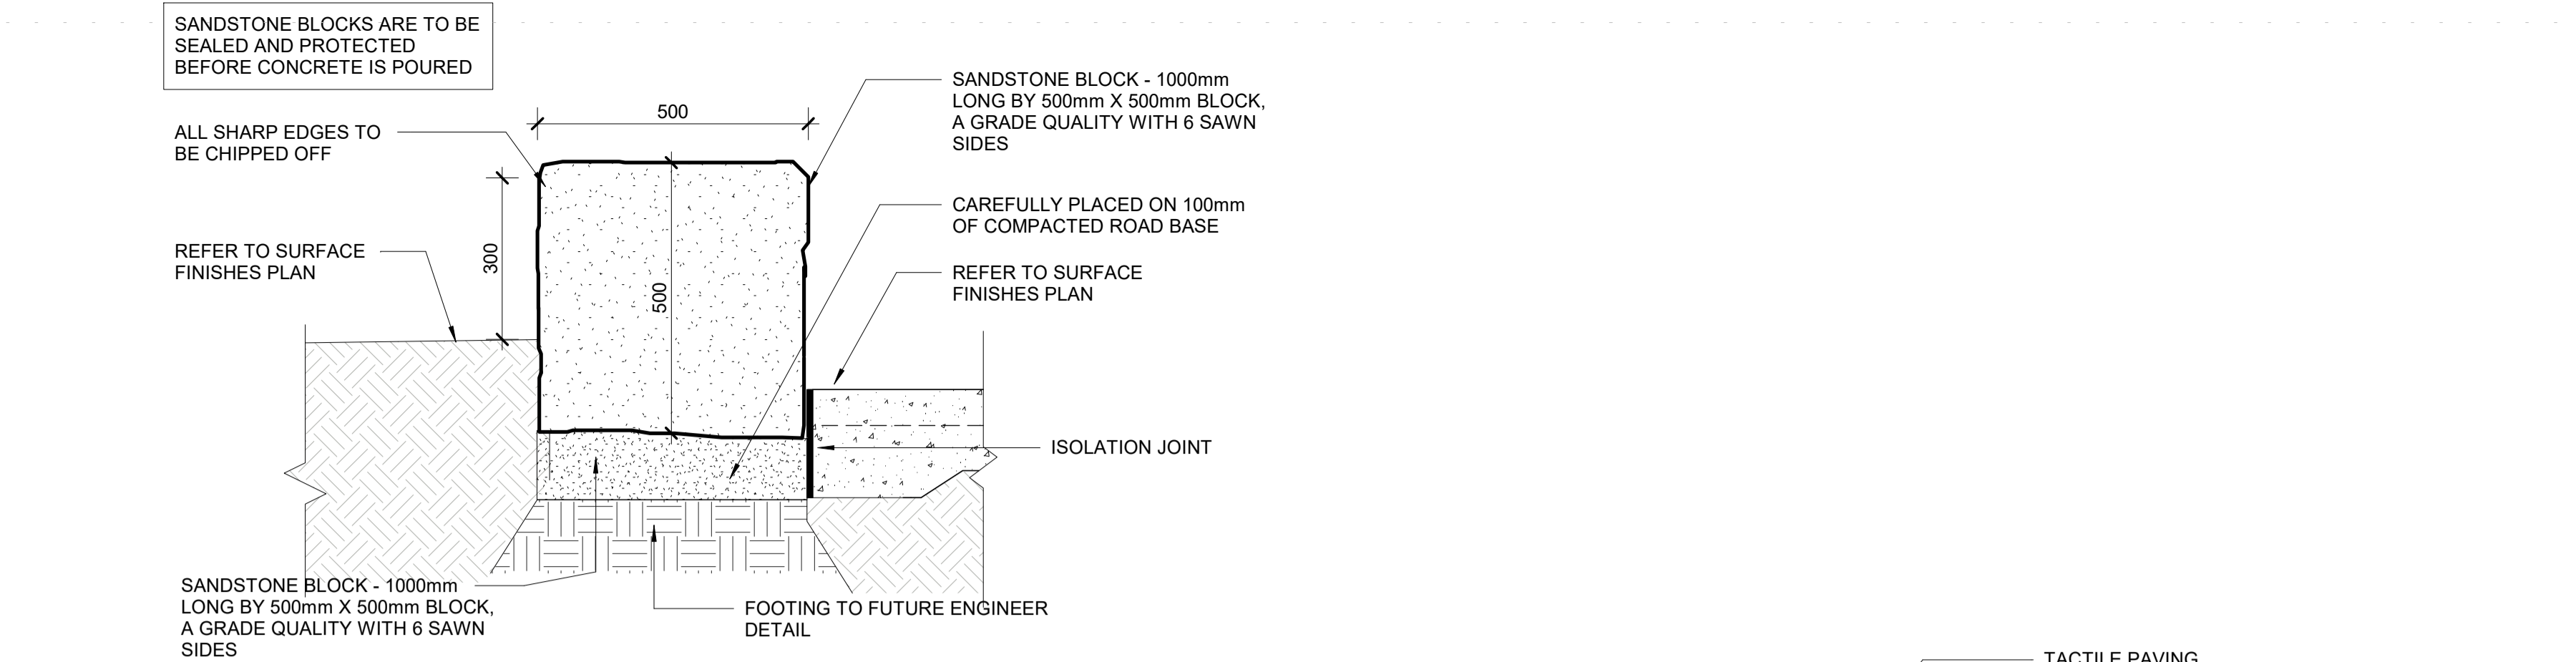 SANDSTONE BLOCKS ARE TO BE
SEALED AND PROTECTED
BEFORE CONCRETE IS POURED
ALL SHARP EDGES TO
BE CHIPPED OFF
REFER TO SURFACE
FINISHES PLAN
500
300
500
SANDSTONE BLOCK - 1000mm
LONG BY 500mm X 500mm BLOCK,
A GRADE QUALITY WITH 6 SAWN
SIDES
CAREFULLY PLACED ON 100mm
OF COMPACTED ROAD BASE
REFER TO SURFACE
FINISHES PLAN
ISOLATION JOINT
SANDSTONE BLOCK - 1000mm
LONG BY 500mm X 500mm BLOCK,
A GRADE QUALITY WITH 6 SAWN
SIDES
FOOTING TO FUTURE ENGINEER
DETAIL
TACTILE PAVING